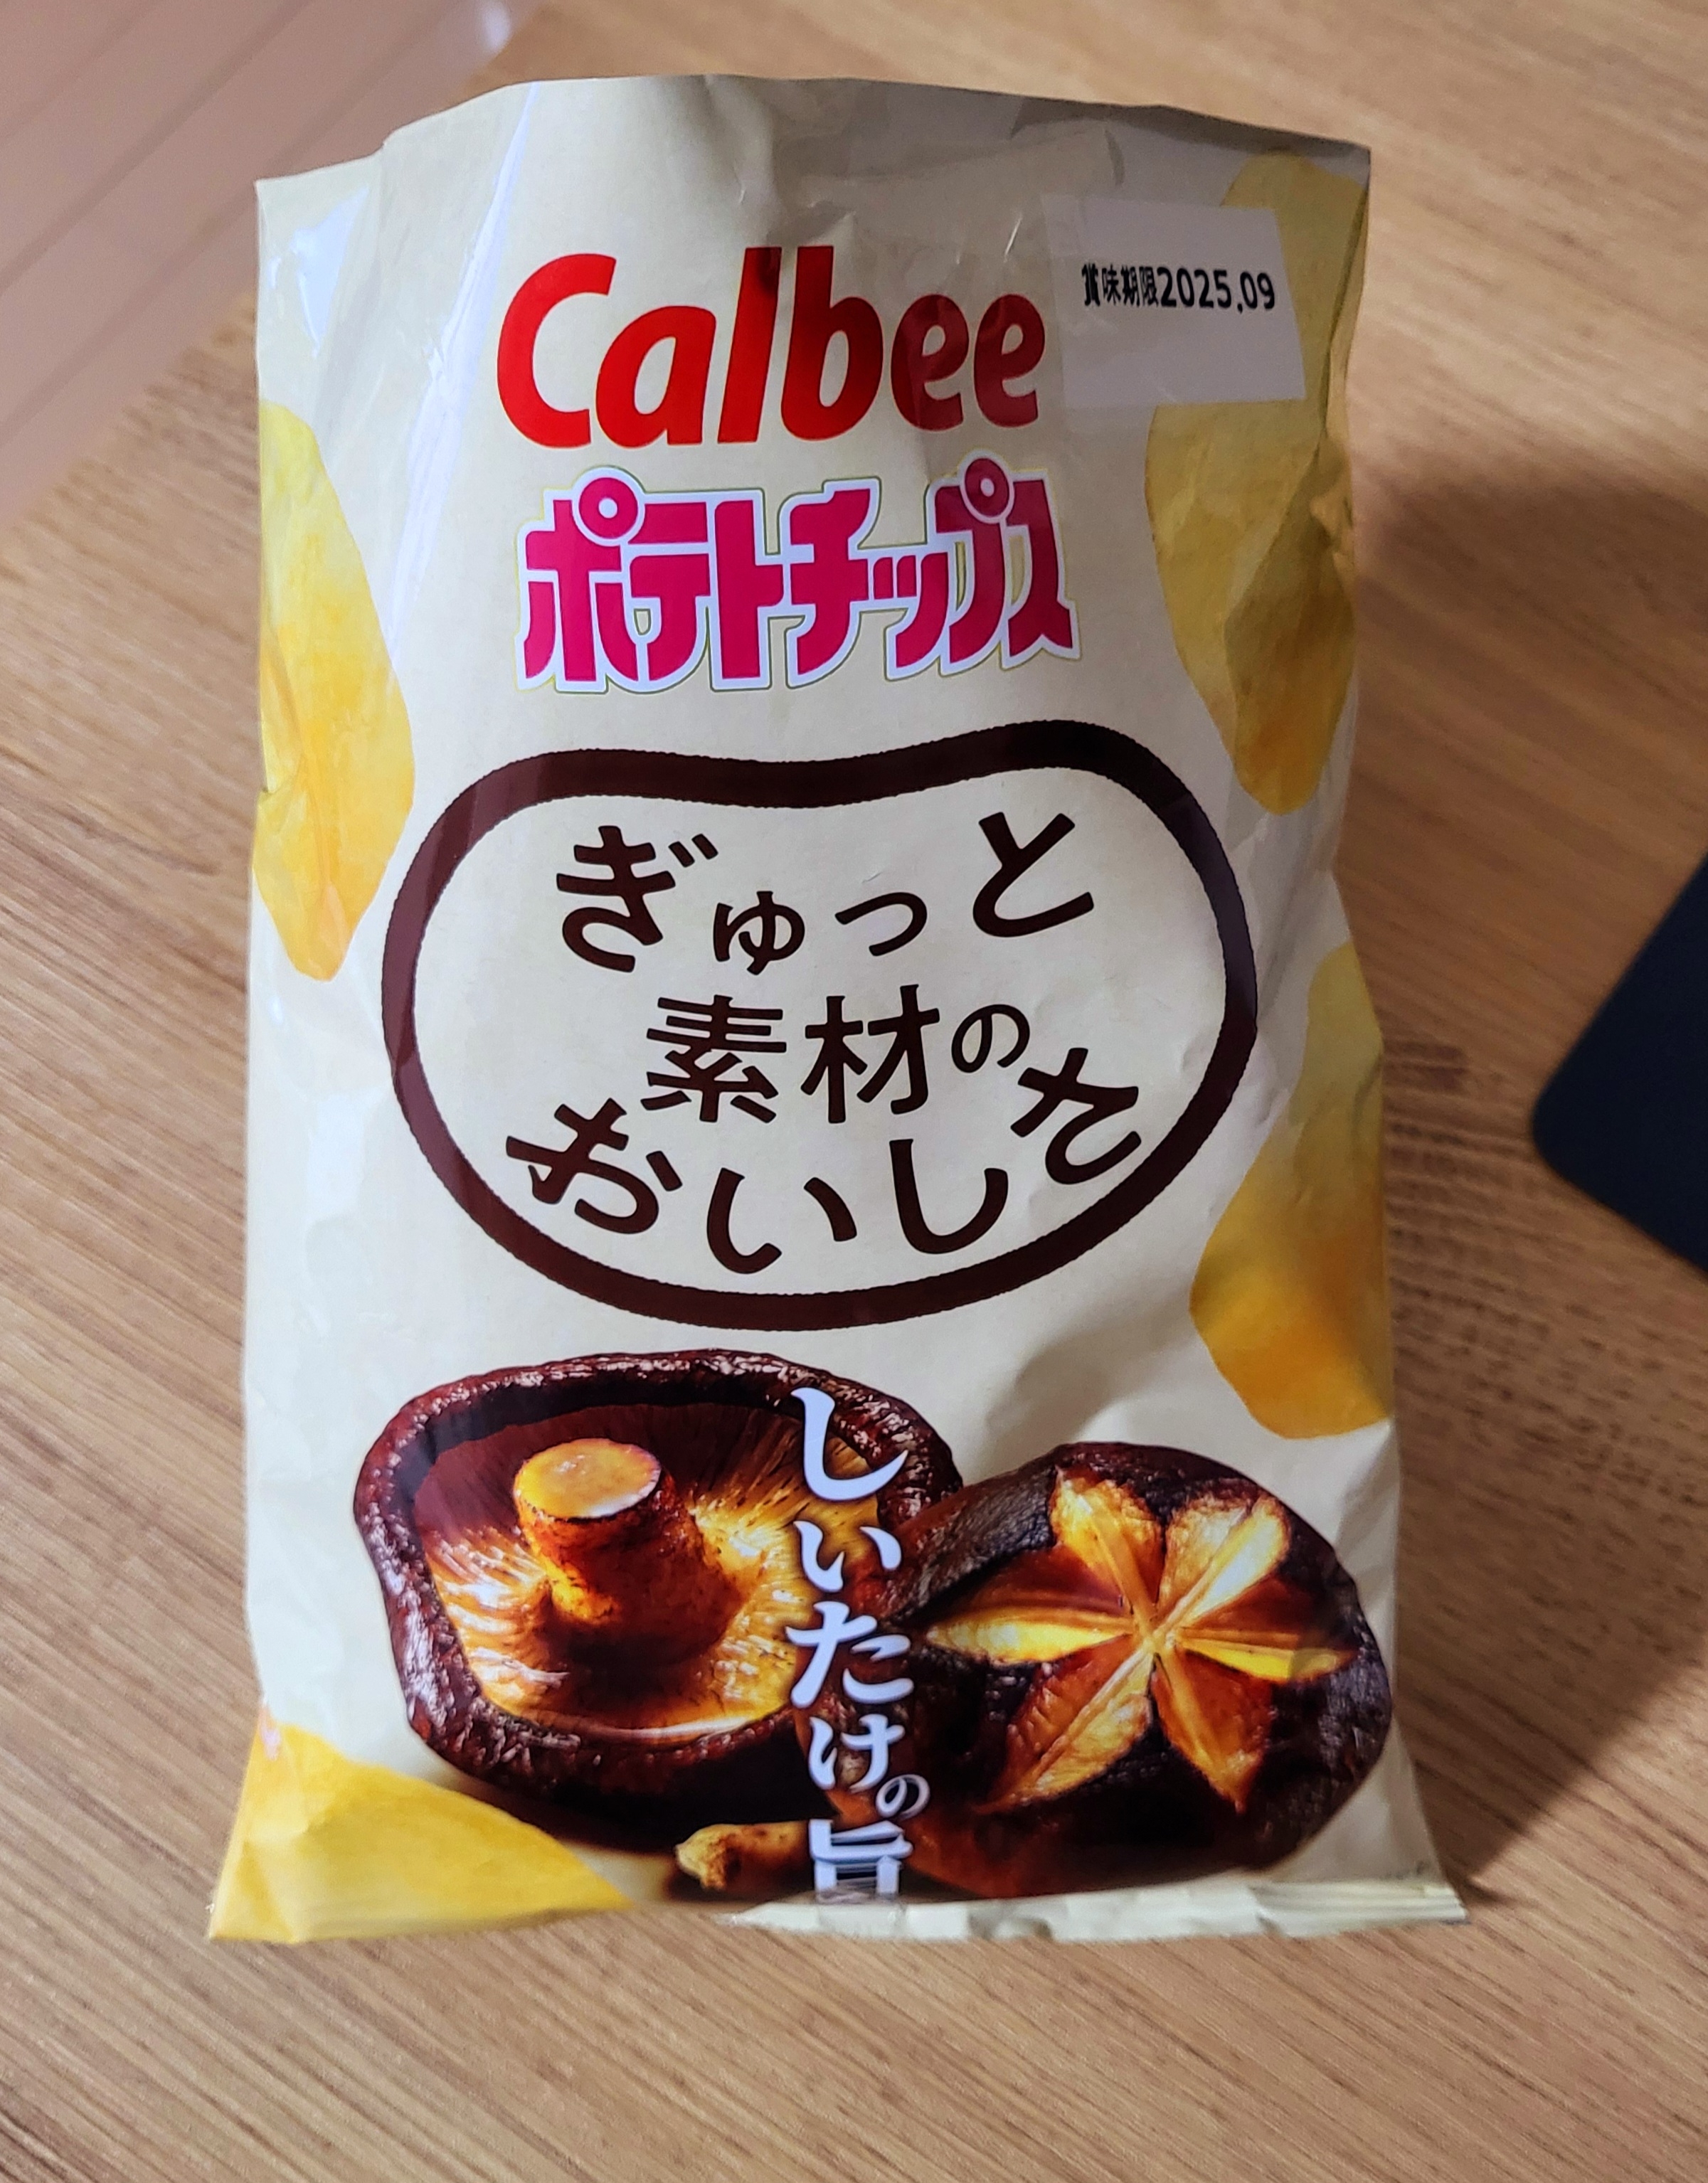 Calbee
賞味期限2025.09
ポテトチップス
ぎゅっと
素材の
おいしさ
しいたけの旨